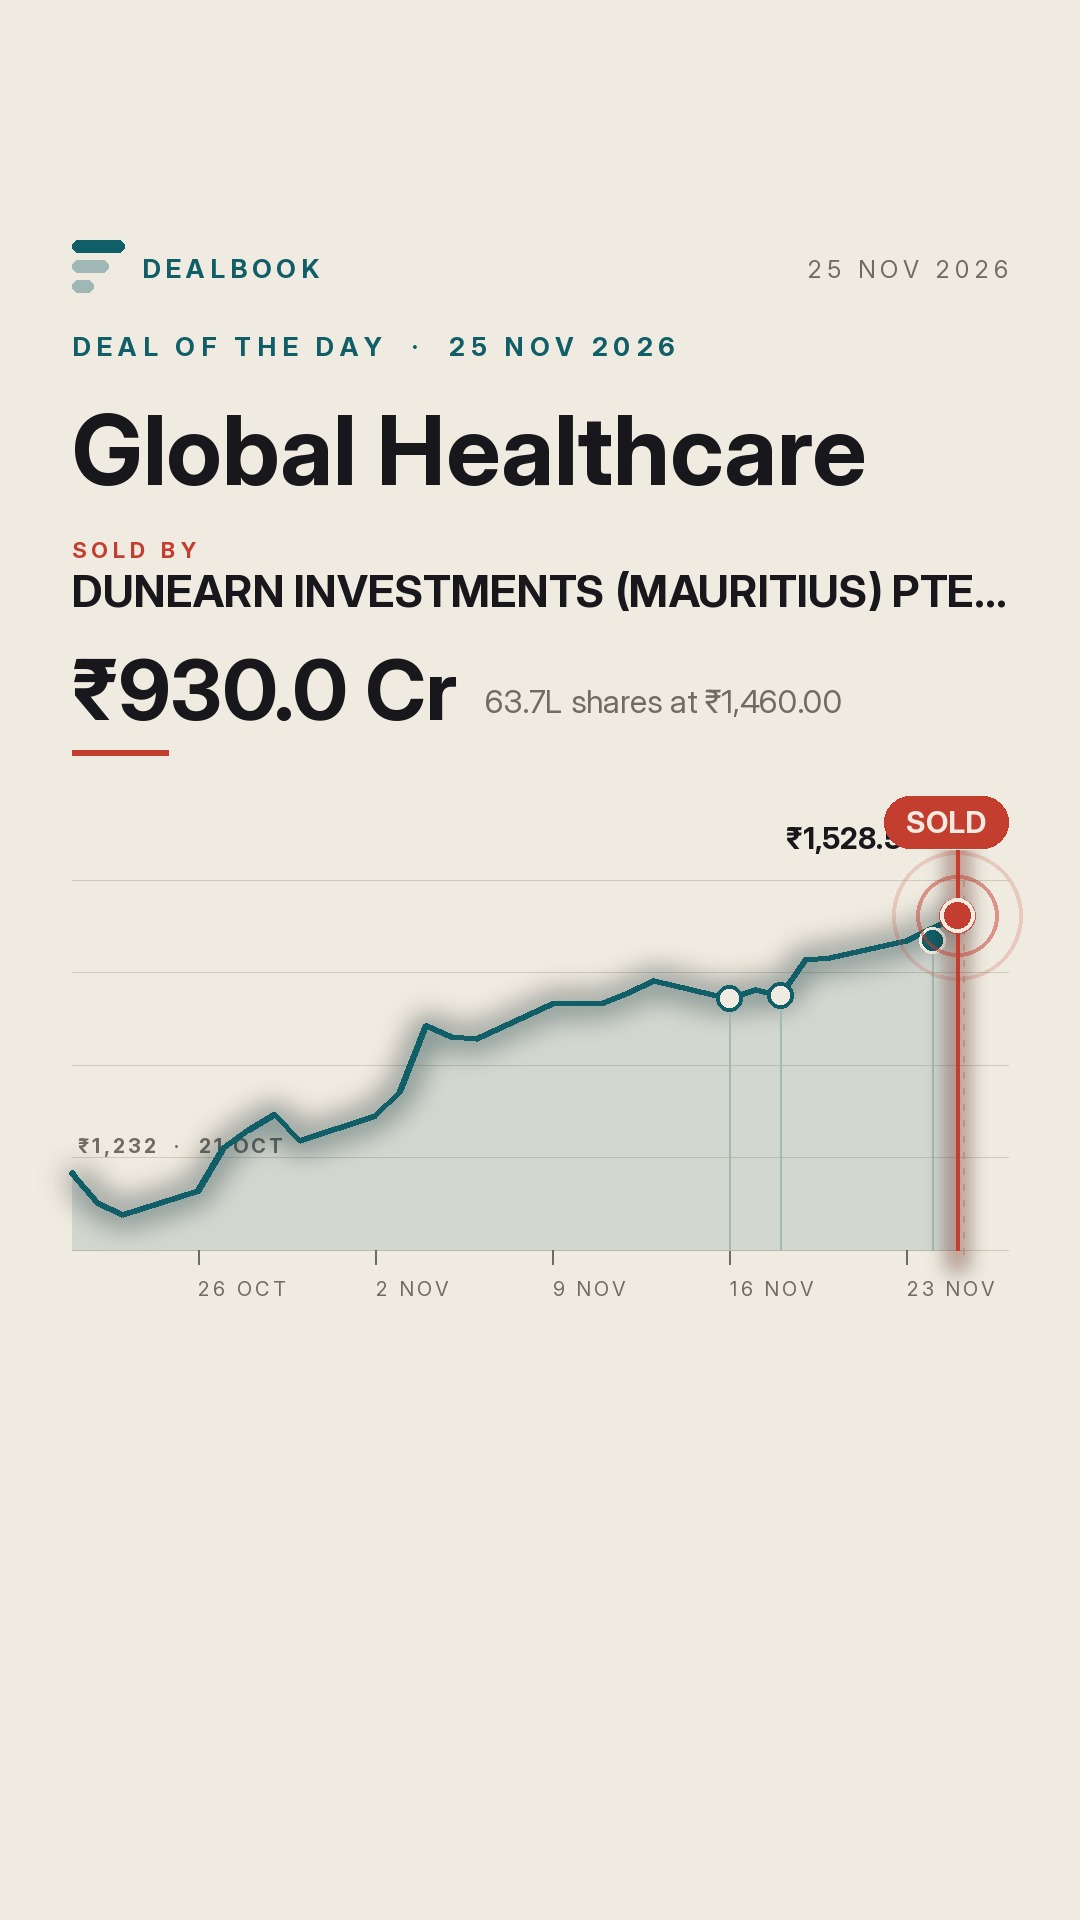 DEALBOOK
25 NOV 2026
DEAL OF THE DAY · 25 NOV 2026
Global Healthcare
SOLD BY
DUNEARN INVESTMENTS (MAURITIUS) PTE...
₹930.0 Cr 63.7L shares at ₹1,460.00
SOLD
₹1,528.5
₹1,232 · 21 OCT
26 OCT 2 NOV 9 NOV 16 NOV 23 NOV